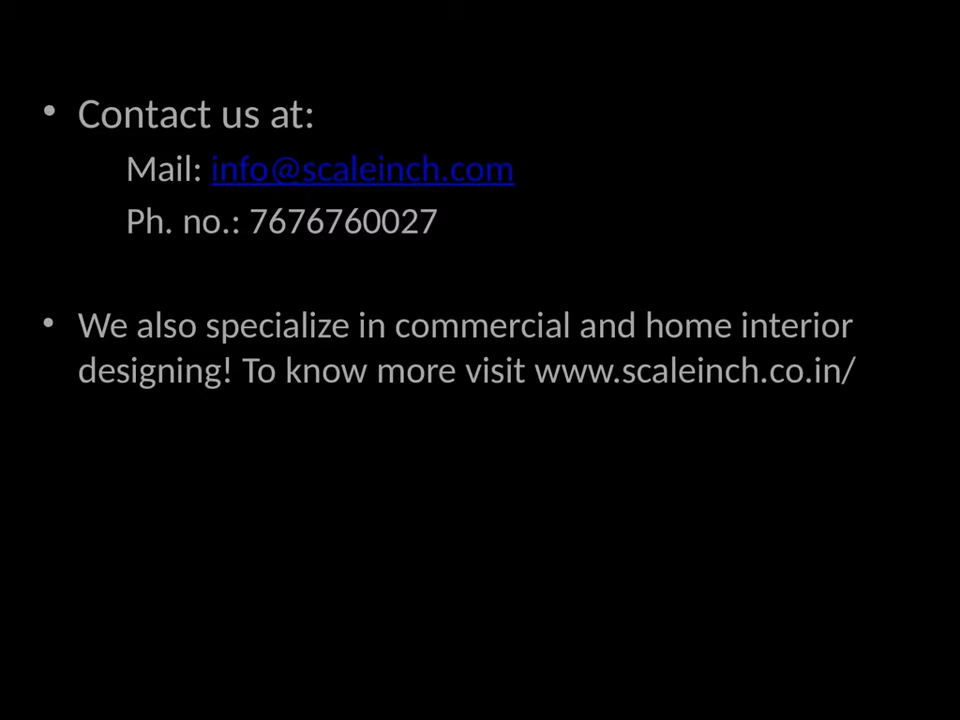 • Contact us at:
Mail: info@scaleinch.com
Ph. no.: 7676760027
• We also specialize in commercial and home interior
designing! To know more visit www.scaleinch.co.in/